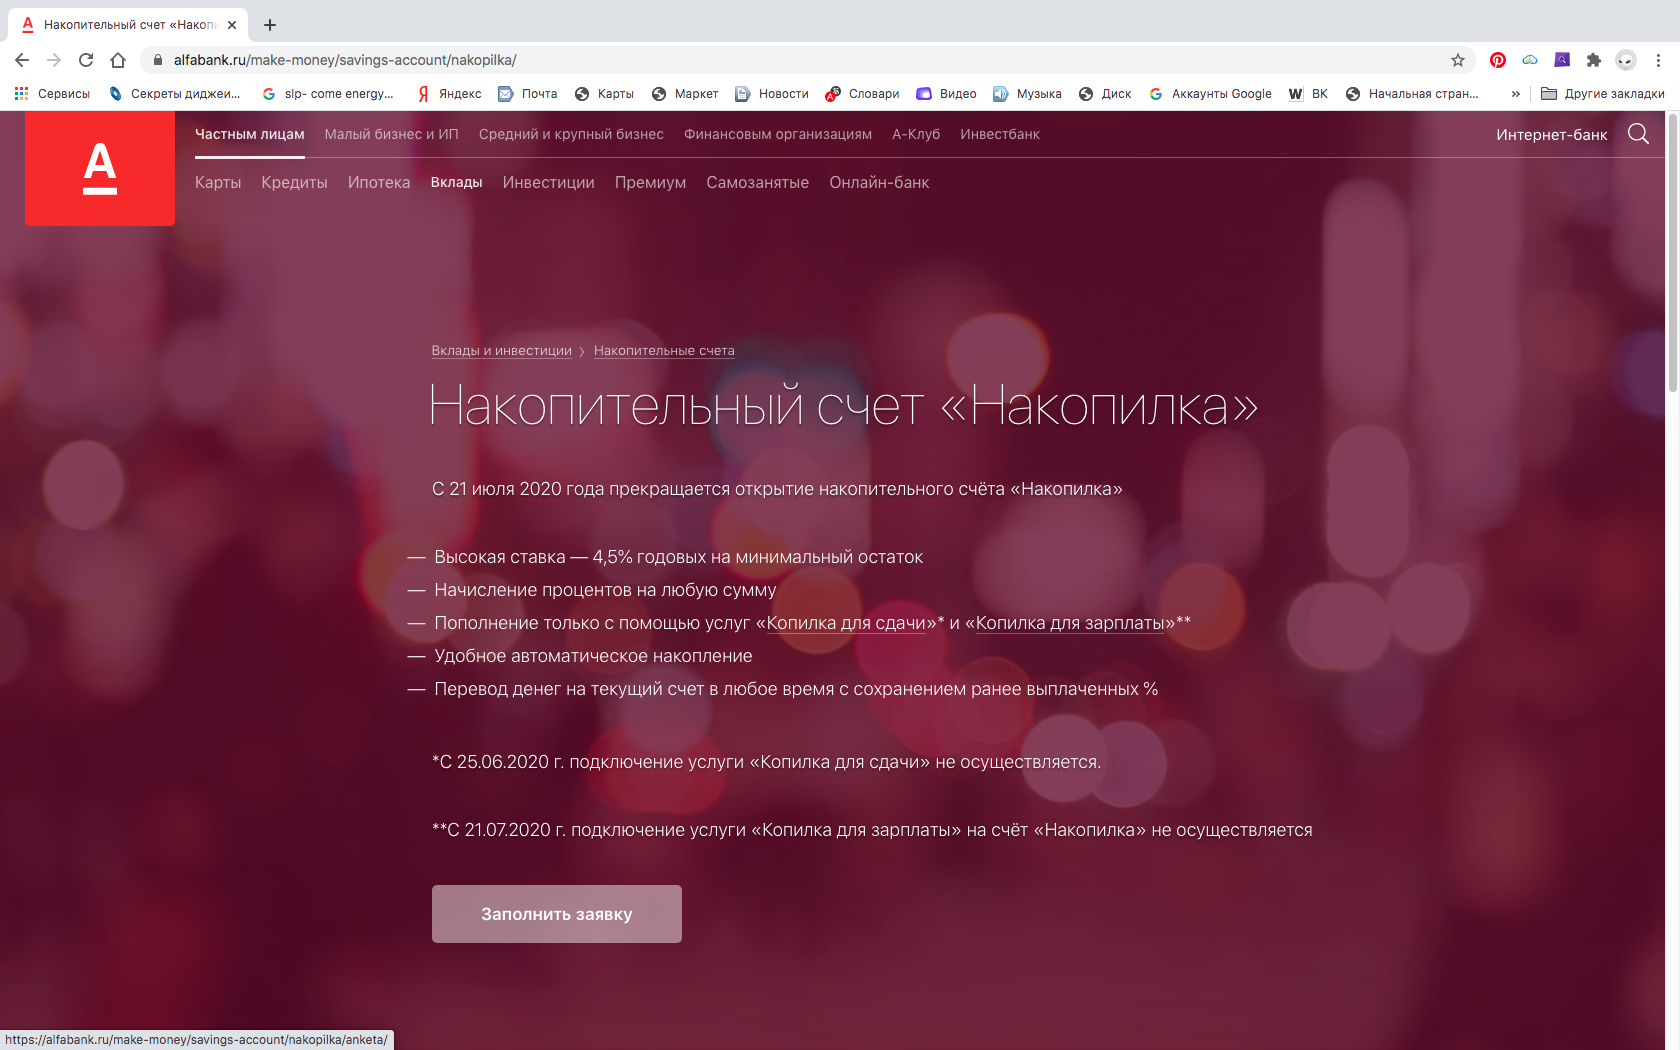 Накопительный счет «Накопи
alfabank.ru/make-money/savings-account/nakopilka/
Сервисы
Секреты диджеи...
slp- come energy...
Яндекс
Почта
Карты
Маркет
Новости
Словари
Видео
Музыка
Диск
Аккаунты Google
ВК
Начальная стран...
»
Другие закладки
А
Частным лицам
Малый бизнес и ИП
Средний и крупный бизнес
Финансовым организациям
А-Клуб
Инвестбанк
Интернет-банк
Карты
Кредиты
Ипотека
Вклады
Инвестиции
Премиум
Самозанятые
Онлайн-банк
Вклады и инвестиции › Накопительные счета
Накопительный счет «Накопилка»
С 21 июля 2020 года прекращается открытие накопительного счёта «Накопилка»
— Высокая ставка — 4,5% годовых на минимальный остаток
— Начисление процентов на любую сумму
— Пополнение только с помощью услуг «Копилка для сдачи»* и «Копилка для зарплаты»**
— Удобное автоматическое накопление
— Перевод денег на текущий счет в любое время с сохранением ранее выплаченных %
*С 25.06.2020 г. подключение услуги «Копилка для сдачи» не осуществляется.
**С 21.07.2020 г. подключение услуги «Копилка для зарплаты» на счёт «Накопилка» не осуществляется
Заполнить заявку
https://alfabank.ru/make-money/savings-account/nakopilka/anketa/